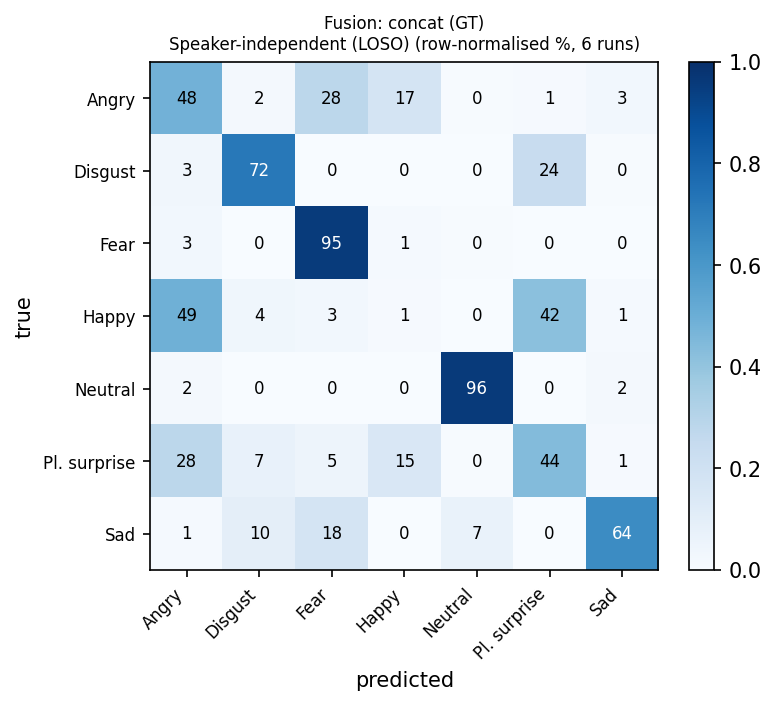 Fusion: concat (GT)
Speaker-independent (LOSO) (row-normalised %, 6 runs)
true
Angry 48 2 28 17 0 1 3
Disgust 3 72 0 0 0 24 0
Fear 3 0 95 1 0 0 0
Happy 49 4 3 1 0 42 1
Neutral 2 0 0 0 96 0 2
Pl. surprise 28 7 5 15 0 44 1
Sad 1 10 18 0 7 0 64
Angry Disgust Fear Happy Neutral Pl. surprise Sad
predicted
1.0
0.8
0.6
0.4
0.2
0.0